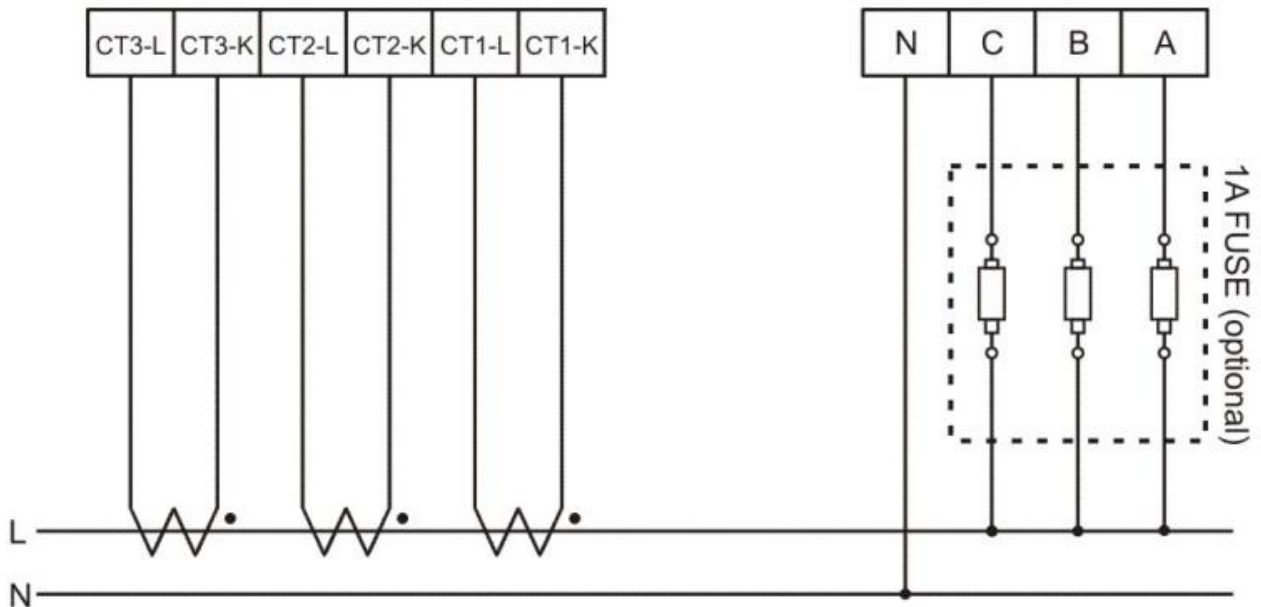 CT3-L CT3-K CT2-L CT2-K CT1-L CT1-K
N C B A
1A FUSE (optional)
L
N